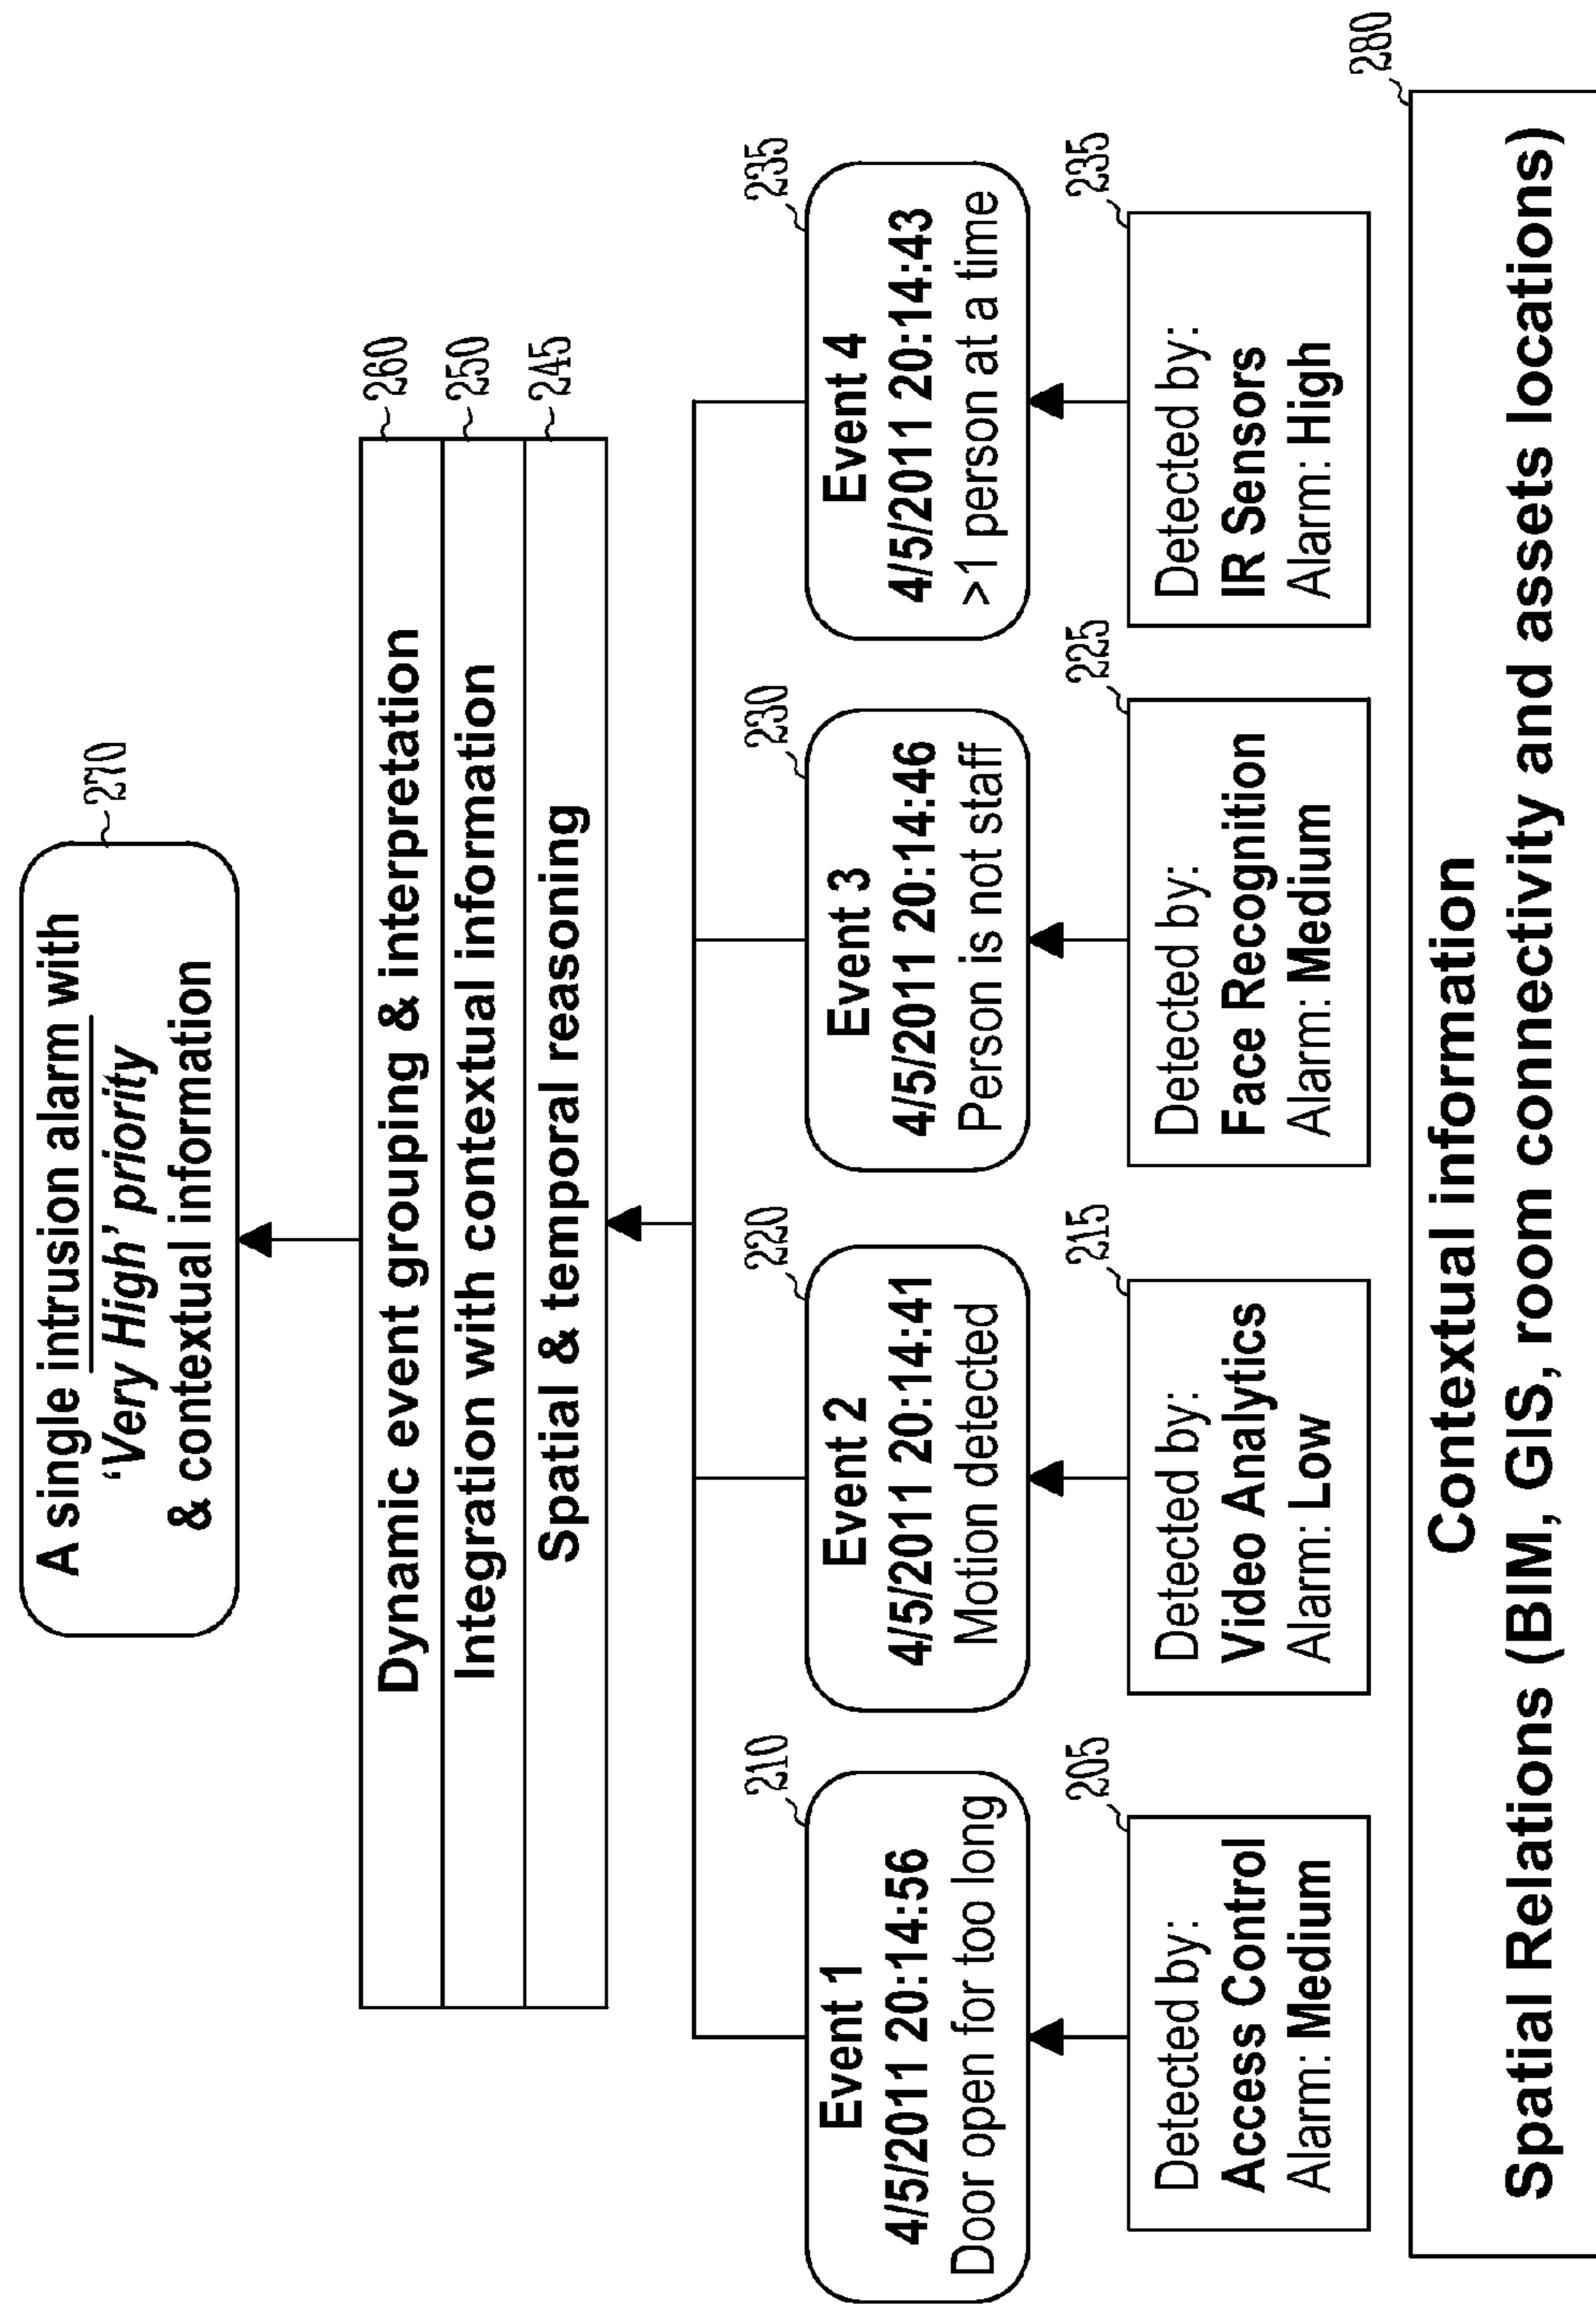 A single intrusion alarm with
'Very High' priority
& contextual information
270
Dynamic event grouping & interpretation
260
Integration with contextual information
250
Spatial & temporal reasoning
245
210
Event 1
4/5/2011 20:14:56
Door open for too long
220
Event 2
4/5/2011 20:14:41
Motion detected
230
Event 3
4/5/2011 20:14:46
Person is not staff
235
Event 4
4/5/2011 20:14:43
>1 person at a time
205
Detected by:
Access Control
Alarm: Medium
215
Detected by:
Video Analytics
Alarm: Low
225
Detected by:
Face Recognition
Alarm: Medium
235
Detected by:
IR Sensors
Alarm: High
280
Contextual information
Spatial Relations (BIM, GIS, room connectivity and assets locations)